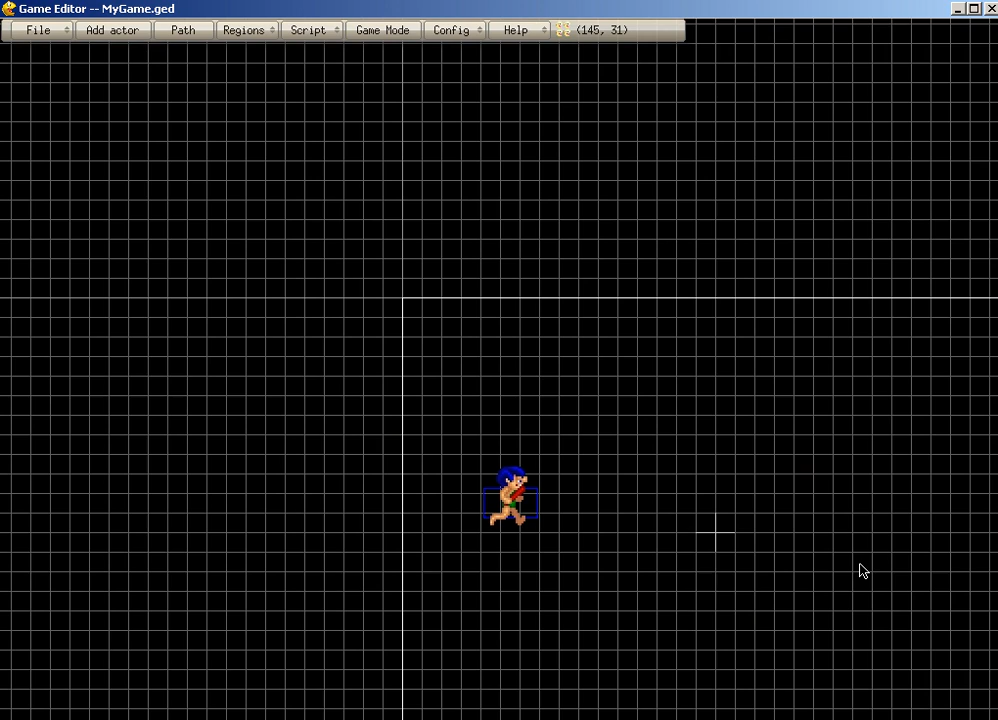 Game Editor -- MyGame.ged
File Add actor Path Regions Script Game Mode Config Help (145, 31)